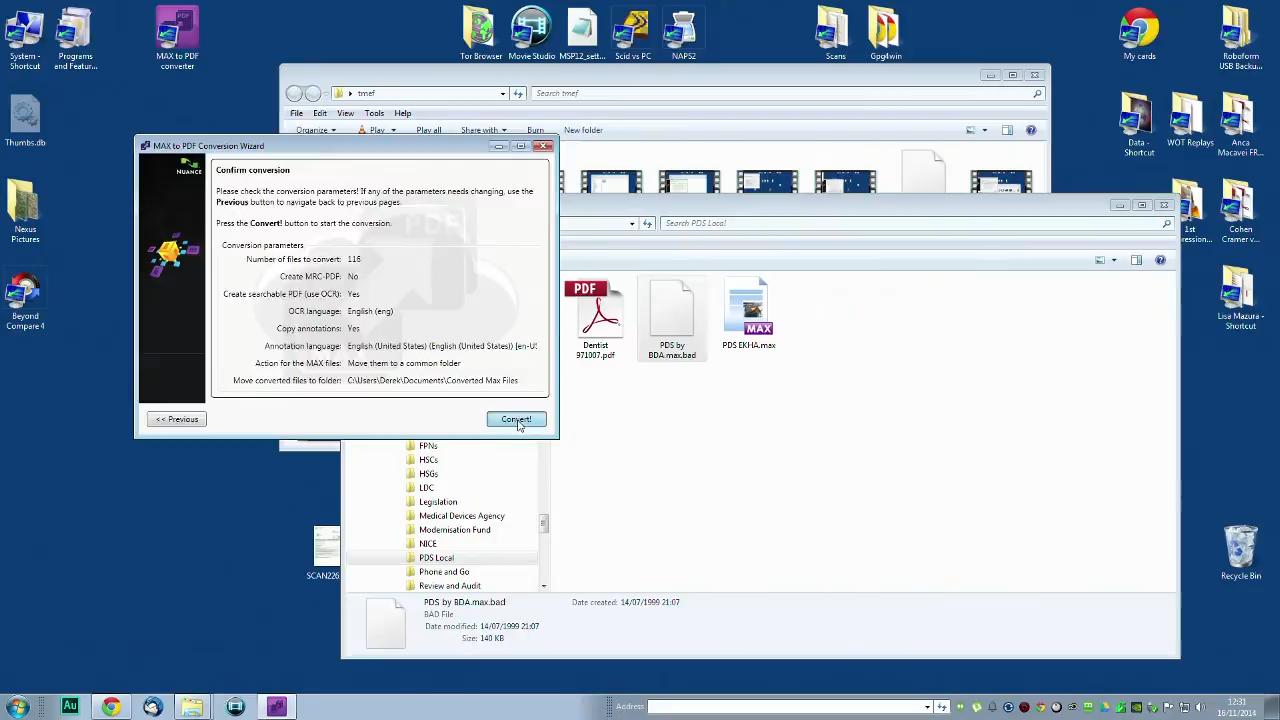 System -
Shortcut
Programs
and Featur...
MAX to PDF
converter
Tor Browser
Movie Studio
MSP12_sett...
Scid vs PC
NAPS2
Scans
Gpg4win
My cards
Roboform
USB Backu...
Thumbs.db
Nexus
Pictures
Beyond
Compare 4
Data -
Shortcut
WOT Replays
Anca
Macavei FR...
1st
Cohen
Cramer v...
Lisa Mazura -
Shortcut
Recycle Bin
SCAN226
tmef
Search tmef
File Edit View Tools Help
Organize Play Play all Share with Burn New folder
MAX to PDF Conversion Wizard
NUANCE
Confirm conversion
Please check the conversion parameters! If any of the parameters needs changing, use the
Previous button to navigate back to previous pages.
Press the Convert! button to start the conversion.
Conversion parameters
Number of files to convert: 116
Create MRC-PDF: No
Create searchable PDF (use OCR): Yes
OCR language: English (eng)
Copy annotations: Yes
Annotation language: English (United States) (English (United States)) [en-U!
Action for the MAX files: Move them to a common folder
Move converted files to folder: C:\Users\Derek\Documents\Converted Max Files
<< Previous
Convert!
Search PDS Local
PDF
Dentist
971007.pdf
PDS by
BDA.max.bad
MAX
PDS EKHA.max
FPNs
HSCs
HSGs
LDC
Legislation
Medical Devices Agency
Modernisation Fund
NICE
PDS Local
Phone and Go
Review and Audit
PDS by BDA.max.bad
BAD File
Date modified: 14/07/1999 21:07
Size: 140 KB
Date created: 14/07/1999 21:07
Au
Address
12:31
16/11/2014